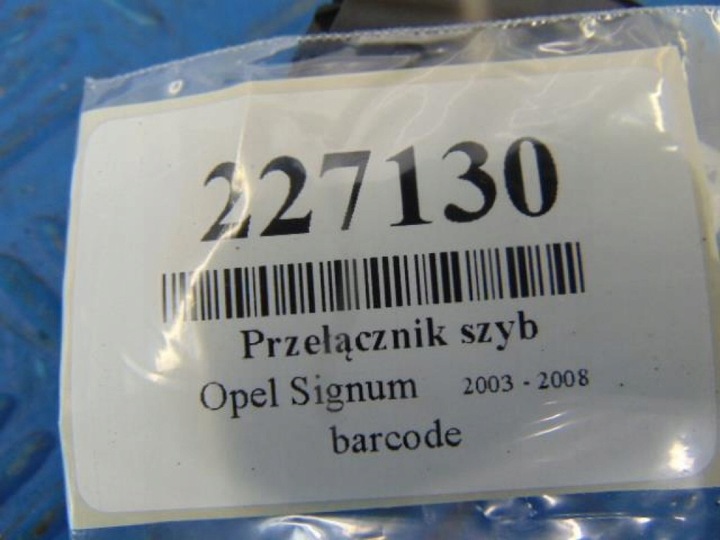 227130
Przełącznik szyb
Opel Signum 2003 - 2008
barcode